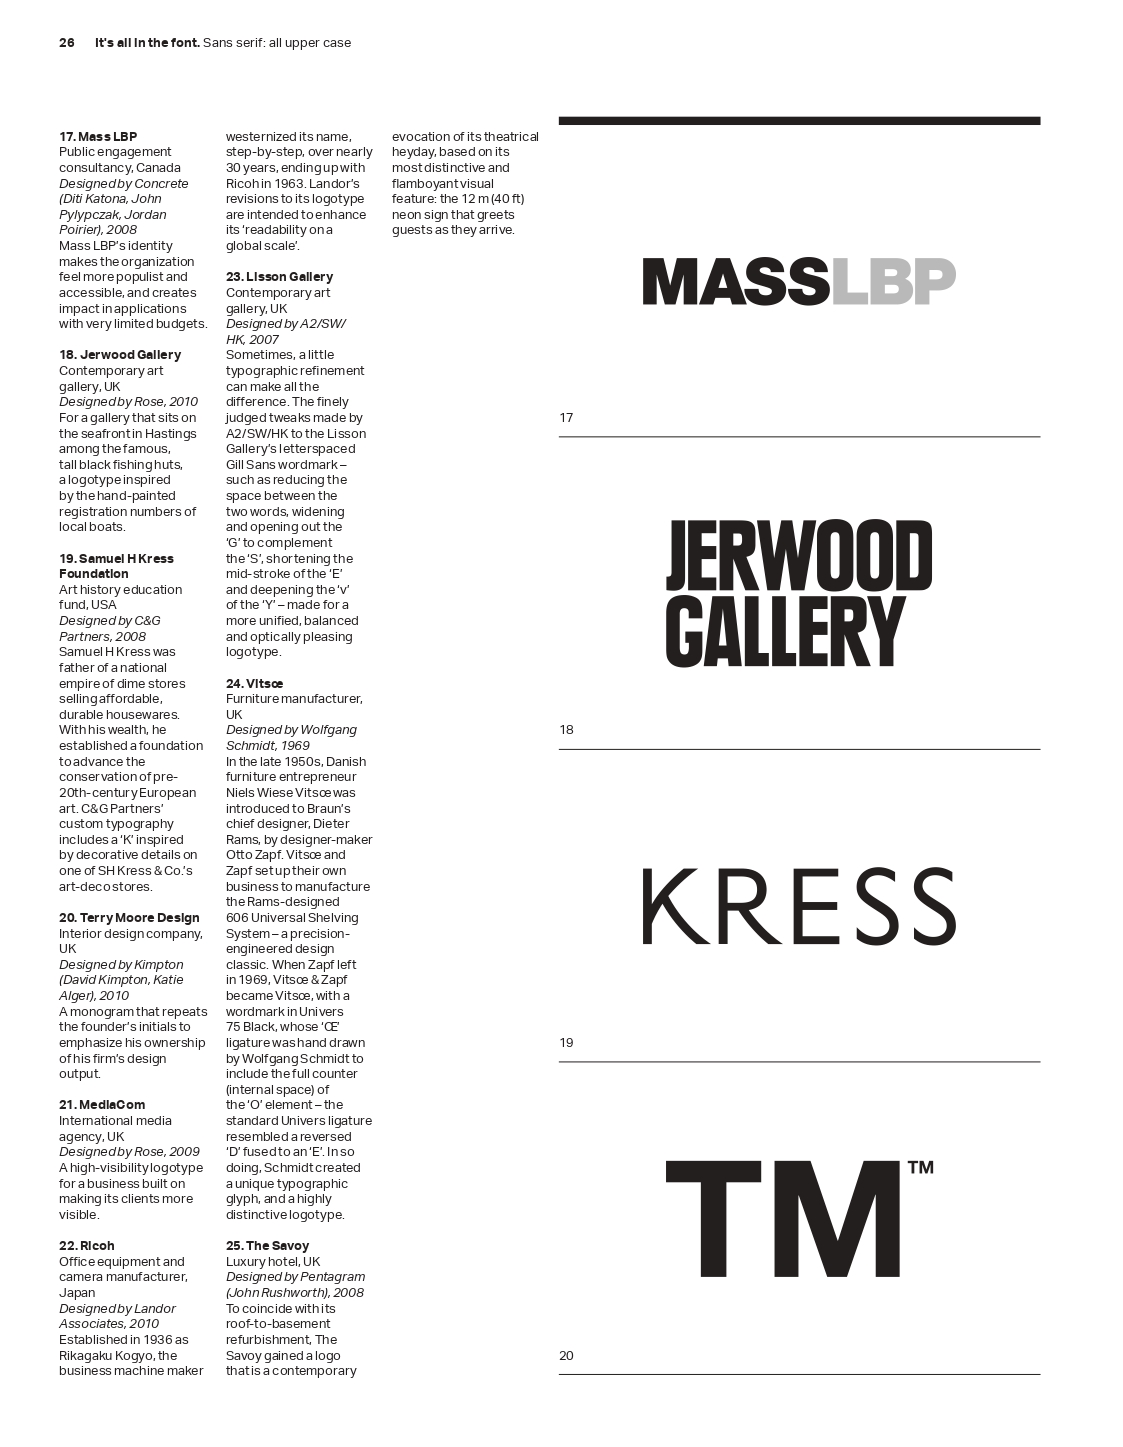 26 It's all in the font. Sans serif: all upper case
17. Mass LBP
Public engagement
consultancy, Canada
Designed by Concrete
(Diti Katona, John
Pylypczak, Jordan
Poirier), 2008
Mass LBP's identity
makes the organization
feel more populist and
accessible, and creates
impact in applications
with very limited budgets.
18. Jerwood Gallery
Contemporary art
gallery, UK
Designed by Rose, 2010
For a gallery that sits on
the seafront in Hastings
among the famous,
tall black fishing huts,
a logotype inspired
by the hand-painted
registration numbers of
local boats.
19. Samuel H Kress
Foundation
Art history education
fund, USA
Designed by C&G
Partners, 2008
Samuel H Kress was
father of a national
empire of dime stores
selling affordable,
durable housewares.
With his wealth, he
established a foundation
to advance the
conservation of pre-
20th-century European
art. C&G Partners'
custom typography
includes a 'K' inspired
by decorative details on
one of SH Kress & Co.'s
art-deco stores.
20. Terry Moore Design
Interior design company,
UK
Designed by Kimpton
(David Kimpton, Katie
Alger), 2010
A monogram that repeats
the founder's initials to
emphasize his ownership
of his firm's design
output.
21. MediaCom
International media
agency, UK
Designed by Rose, 2009
A high-visibility logotype
for a business built on
making its clients more
visible.
22. Ricoh
Office equipment and
camera manufacturer,
Japan
Designed by Landor
Associates, 2010
Established in 1936 as
Rikagaku Kogyo, the
business machine maker
westernized its name,
step-by-step, over nearly
30 years, ending up with
Ricoh in 1963. Landor's
revisions to its logotype
are intended to enhance
its 'readability on a
global scale'.
23. Lisson Gallery
Contemporary art
gallery, UK
Designed by A2/SW/
HK, 2007
Sometimes, a little
typographic refinement
can make all the
difference. The finely
judged tweaks made by
A2/SW/HK to the Lisson
Gallery's letterspaced
Gill Sans wordmark –
such as reducing the
space between the
two words, widening
and opening out the
'G' to complement
the 'S', shortening the
mid-stroke of the 'E'
and deepening the 'v'
of the 'Y' – made for a
more unified, balanced
and optically pleasing
logotype.
24. Vitsœ
Furniture manufacturer,
UK
Designed by Wolfgang
Schmidt, 1969
In the late 1950s, Danish
furniture entrepreneur
Niels Wiese Vitsœ was
introduced to Braun's
chief designer, Dieter
Rams, by designer-maker
Otto Zapf. Vitsœ and
Zapf set up their own
business to manufacture
the Rams-designed
606 Universal Shelving
System – a precision-
engineered design
classic. When Zapf left
in 1969, Vitsœ & Zapf
became Vitsœ, with a
wordmark in Univers
75 Black, whose 'Œ'
ligature was hand drawn
by Wolfgang Schmidt to
include the full counter
(internal space) of
the 'O' element – the
standard Univers ligature
resembled a reversed
'D' fused to an 'E'. In so
doing, Schmidt created
a unique typographic
glyph, and a highly
distinctive logotype.
25. The Savoy
Luxury hotel, UK
Designed by Pentagram
(John Rushworth), 2008
To coincide with its
roof-to-basement
refurbishment, The
Savoy gained a logo
that is a contemporary
evocation of its theatrical
heyday, based on its
most distinctive and
flamboyant visual
feature: the 12 m (40 ft)
neon sign that greets
guests as they arrive.
MASSLBP
17
JERWOOD
GALLERY
18
KRESS
19
TM™
20